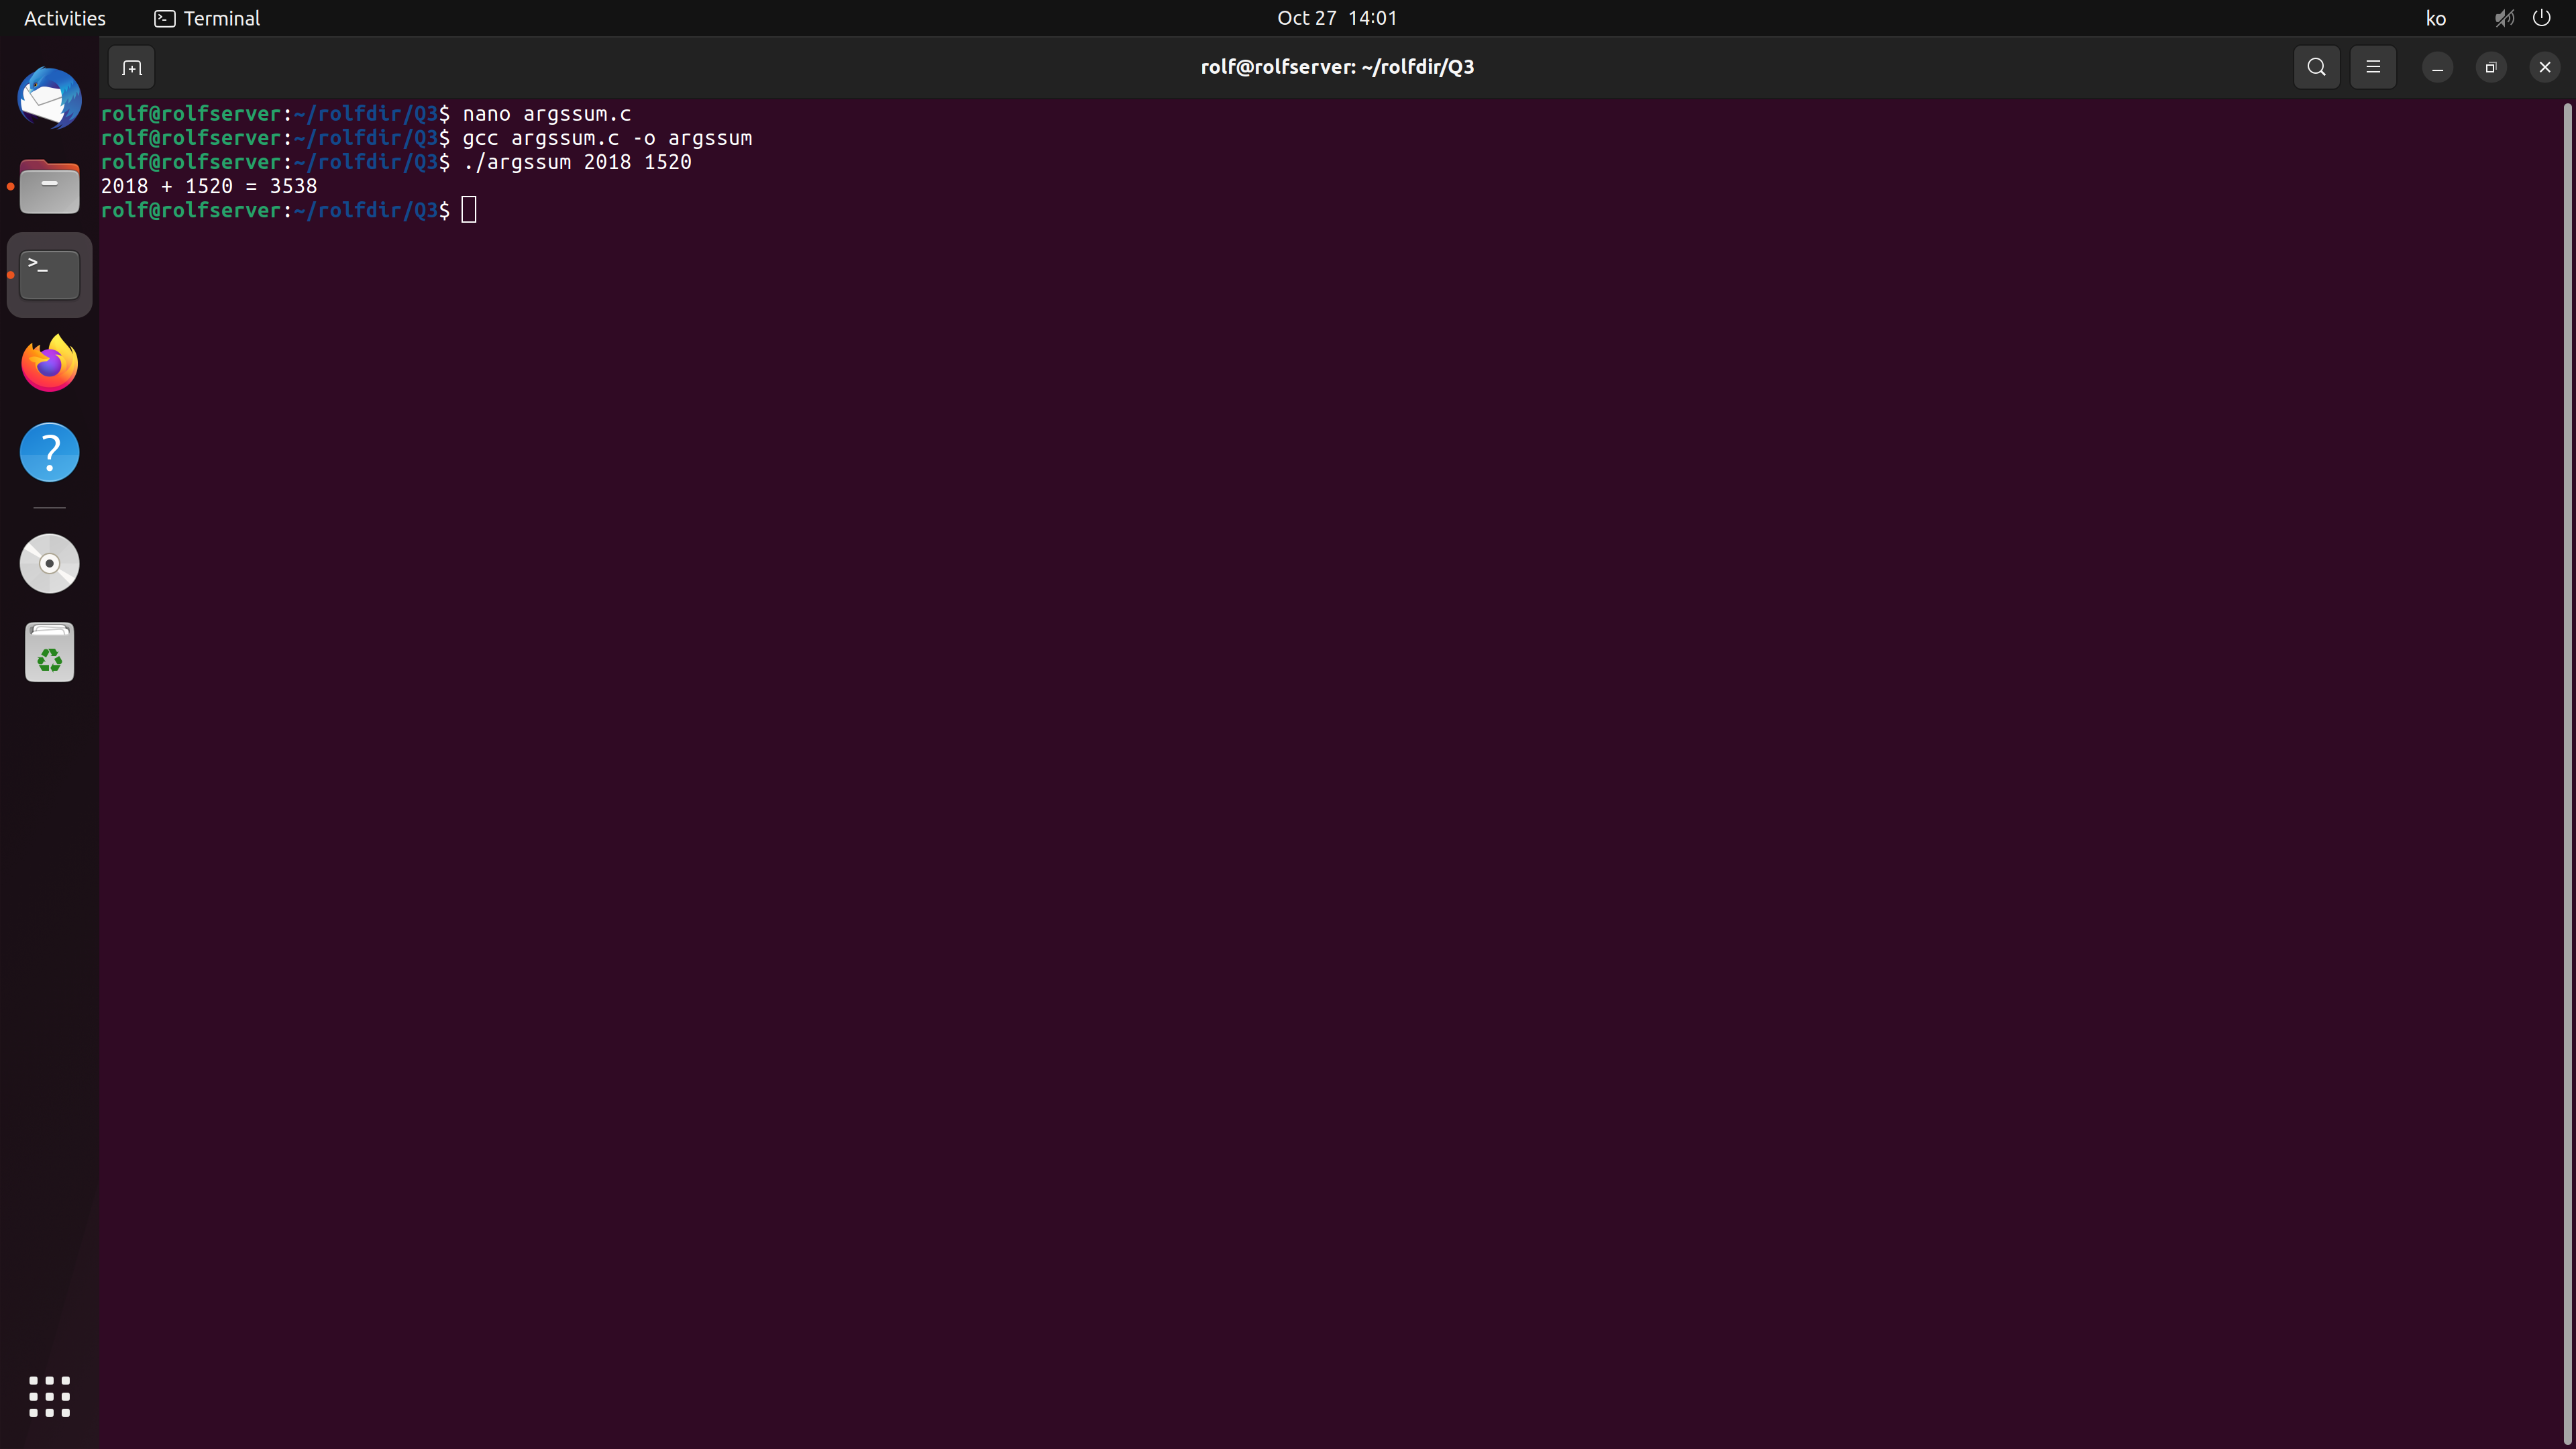 Activities Terminal Oct 27 14:01 ko
rolf@rolfserver: ~/rolfdir/Q3
rolf@rolfserver:~/rolfdir/Q3$ nano argssum.c
rolf@rolfserver:~/rolfdir/Q3$ gcc argssum.c -o argssum
rolf@rolfserver:~/rolfdir/Q3$ ./argssum 2018 1520
2018 + 1520 = 3538
rolf@rolfserver:~/rolfdir/Q3$